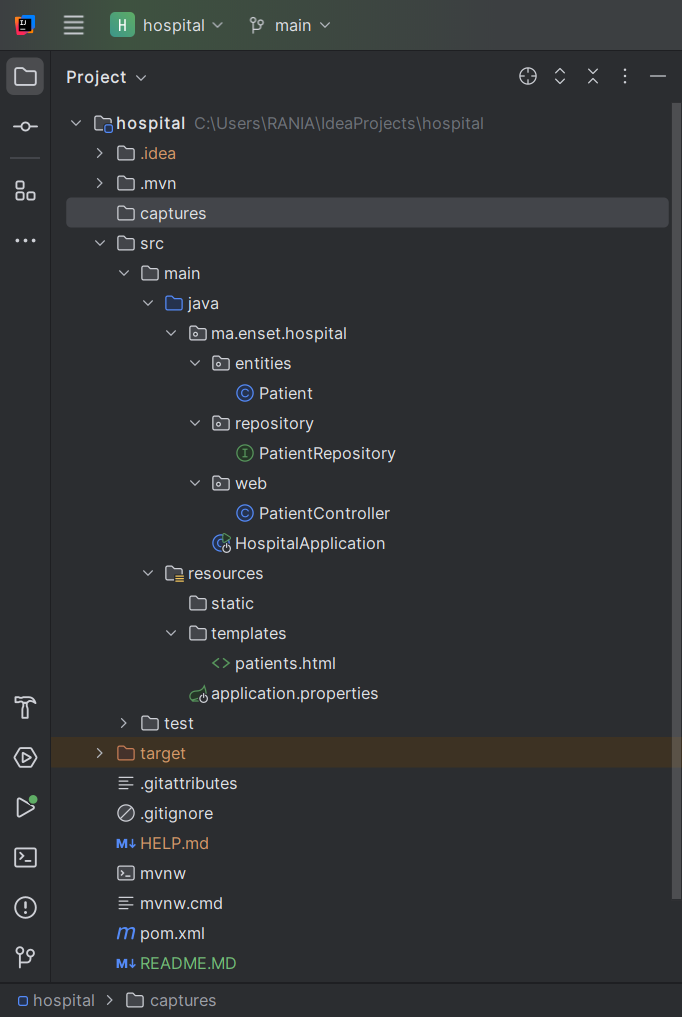 H hospital main
Project
hospital C:\Users\RANIA\IdeaProjects\hospital
.idea
.mvn
captures
src
main
java
ma.enset.hospital
entities
C Patient
repository
I PatientRepository
web
C PatientController
HospitalApplication
resources
static
templates
<> patients.html
application.properties
test
target
.gitattributes
.gitignore
M↓ HELP.md
mvnw
mvnw.cmd
m pom.xml
M↓ README.MD
hospital > captures